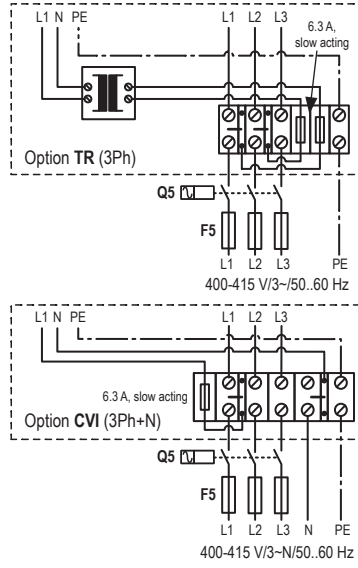 L1 N PE L1 L2 L3
6.3 A,
slow acting
Option TR (3Ph)
Q5
F5
L1 L2 L3 PE
400-415 V/3~/50..60 Hz
L1 N PE L1 L2 L3
6.3 A, slow acting
Option CVI (3Ph+N)
Q5
F5
L1 L2 L3 N PE
400-415 V/3~N/50..60 Hz